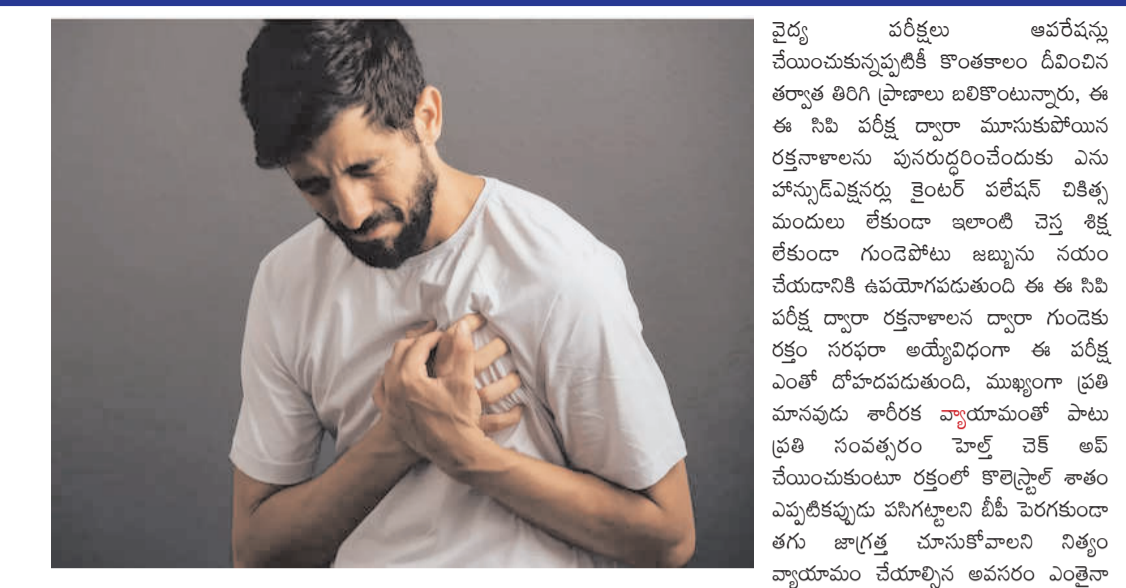 వైద్య పరీక్షలు ఆపరేషన్లు
చేయించుకున్నప్పటికీ కొంతకాలం దీవించిన
తర్వాత తిరిగి ప్రాణాలు బలికొంటున్నారు, ఈ
ఈ సిపి పరీక్ష ద్వారా మూసుకుపోయిన
రక్తనాళాలను పునరుద్ధరించేందుకు ఎను
హాన్సుడ్ఎక్షనర్లు కైంటర్ పలేషన్ చికిత్స
మందులు లేకుండా ఇలాంటి చెస్త శిక్ష
లేకుండా గుండెపోటు జబ్బును నయం
చేయడానికి ఉపయోగపడుతుంది ఈ ఈ సిపి
పరీక్ష ద్వారా రక్తనాళాలన ద్వారా గుండెకు
రక్తం సరఫరా అయ్యేవిధంగా ఈ పరీక్ష
ఎంతో దోహదపడుతుంది, ముఖ్యంగా ప్రతి
మానవుడు శారీరక వ్యాయామంతో పాటు
ప్రతి సంవత్సరం హెల్త్ చెక్ అప్
చేయించుకుంటూ రక్తంలో కొలెస్ట్రాల్ శాతం
ఎప్పటికప్పుడు పసిగట్టాలని బీపీ పెరగకుండా
తగు జాగ్రత్త చూసుకోవాలని నిత్యం
వ్యాయామం చేయాల్సిన అవసరం ఎంతైనా